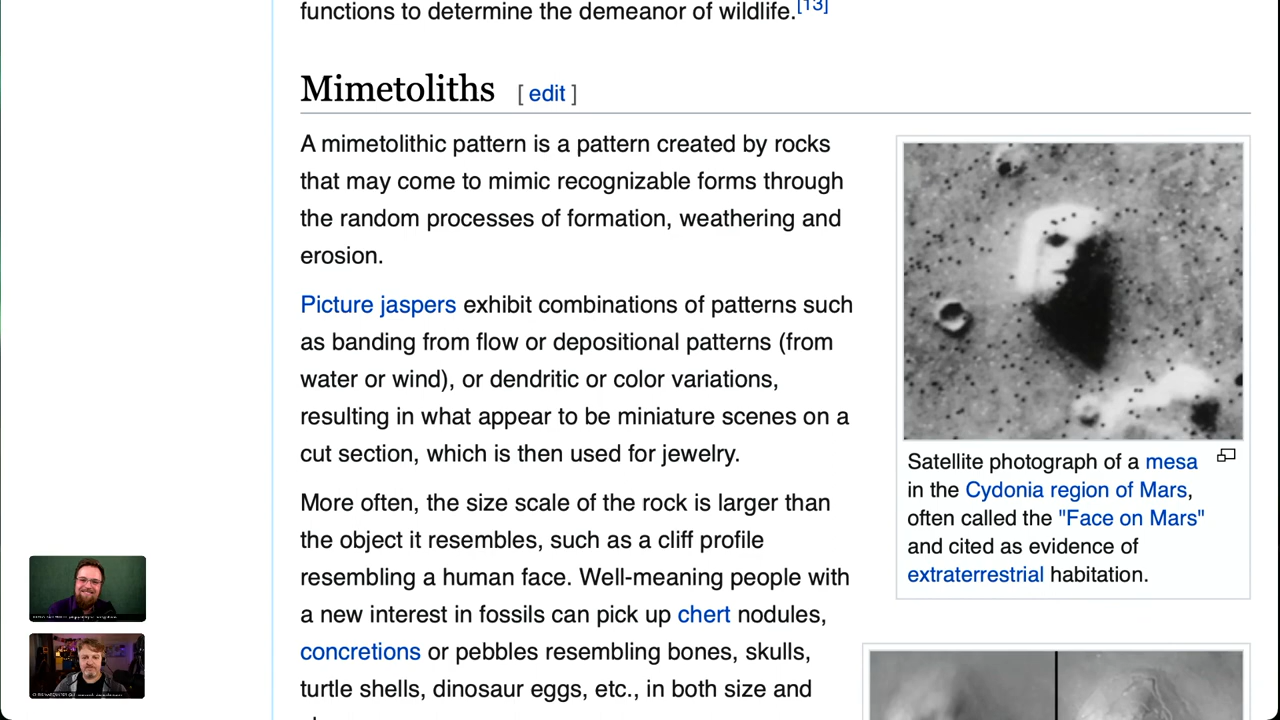 functions to determine the demeanor of wildlife.[13]
Mimetoliths [ edit ]
A mimetolithic pattern is a pattern created by rocks
that may come to mimic recognizable forms through
the random processes of formation, weathering and
erosion.
Picture jaspers exhibit combinations of patterns such
as banding from flow or depositional patterns (from
water or wind), or dendritic or color variations,
resulting in what appear to be miniature scenes on a
cut section, which is then used for jewelry.
More often, the size scale of the rock is larger than
the object it resembles, such as a cliff profile
resembling a human face. Well-meaning people with
a new interest in fossils can pick up chert nodules,
concretions or pebbles resembling bones, skulls,
turtle shells, dinosaur eggs, etc., in both size and
Satellite photograph of a mesa
in the Cydonia region of Mars,
often called the "Face on Mars"
and cited as evidence of
extraterrestrial habitation.